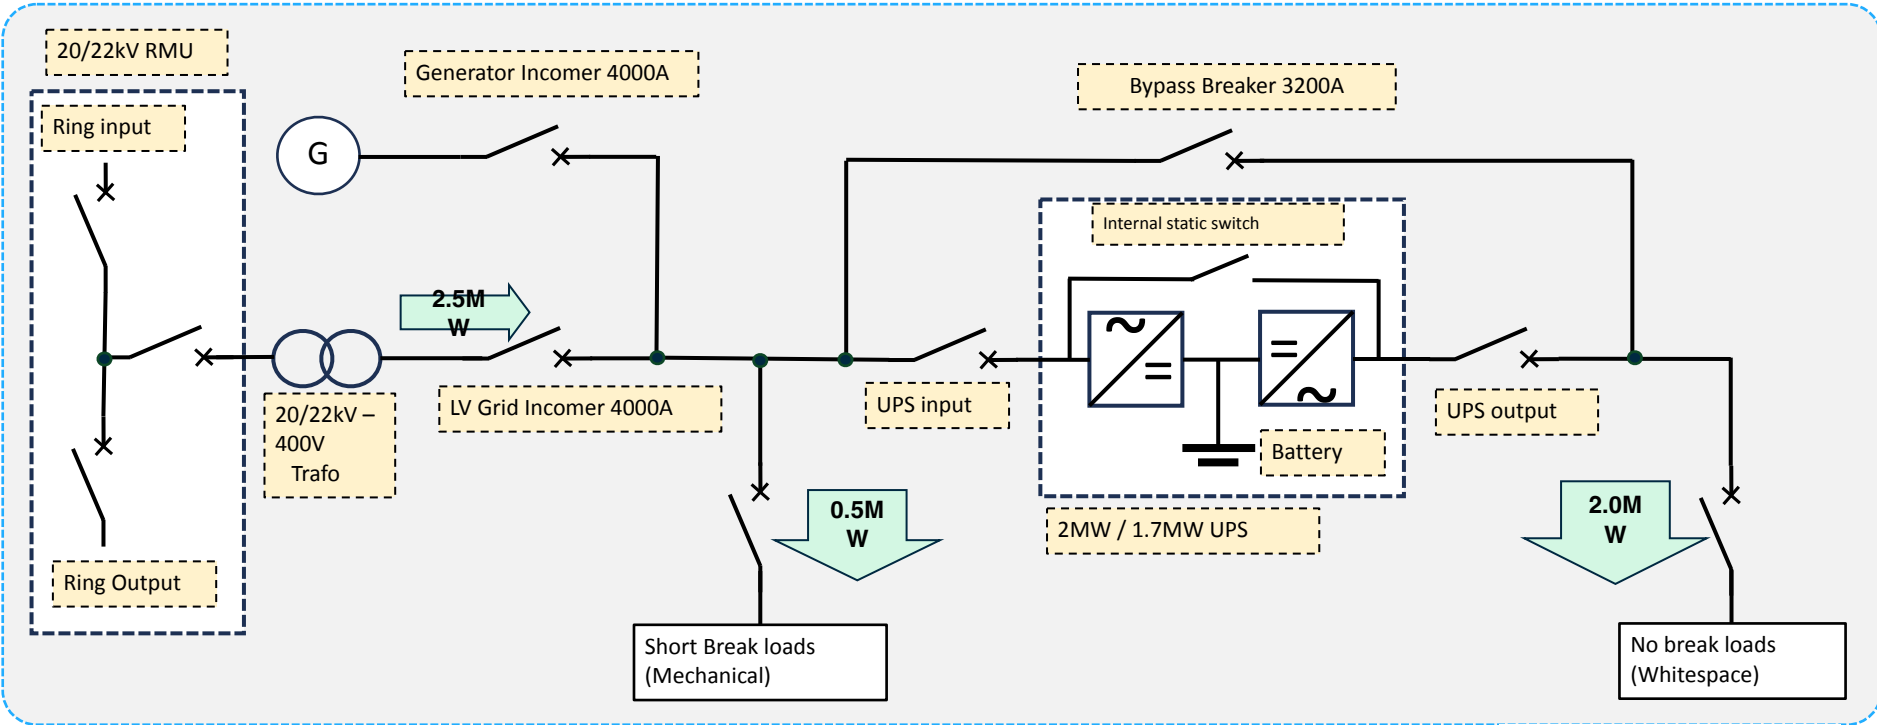 20/22kV RMU
Generator Incomer 4000A
Bypass Breaker 3200A
Ring input
G
Internal static switch
2.5M
W
LV Grid Incomer 4000A
20/22kV –
400V
Trafo
UPS input
UPS output
Battery
0.5M
W
2MW / 1.7MW UPS
2.0M
W
Ring Output
Short Break loads
(Mechanical)
No break loads
(Whitespace)